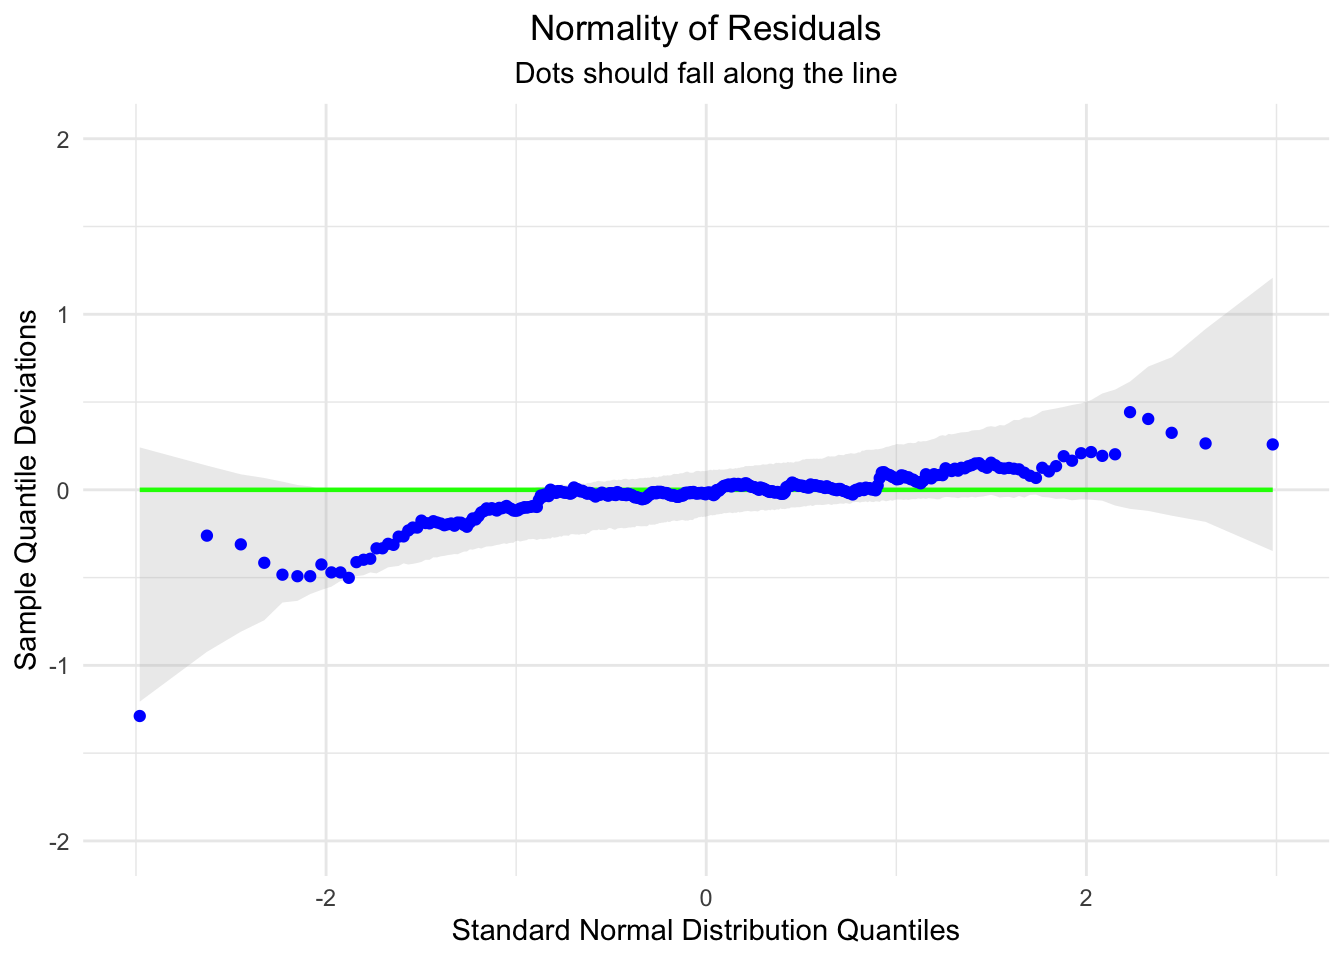 Normality of Residuals
Dots should fall along the line
2
1
0
-1
-2
Sample Quantile Deviations
-2
0
2
Standard Normal Distribution Quantiles